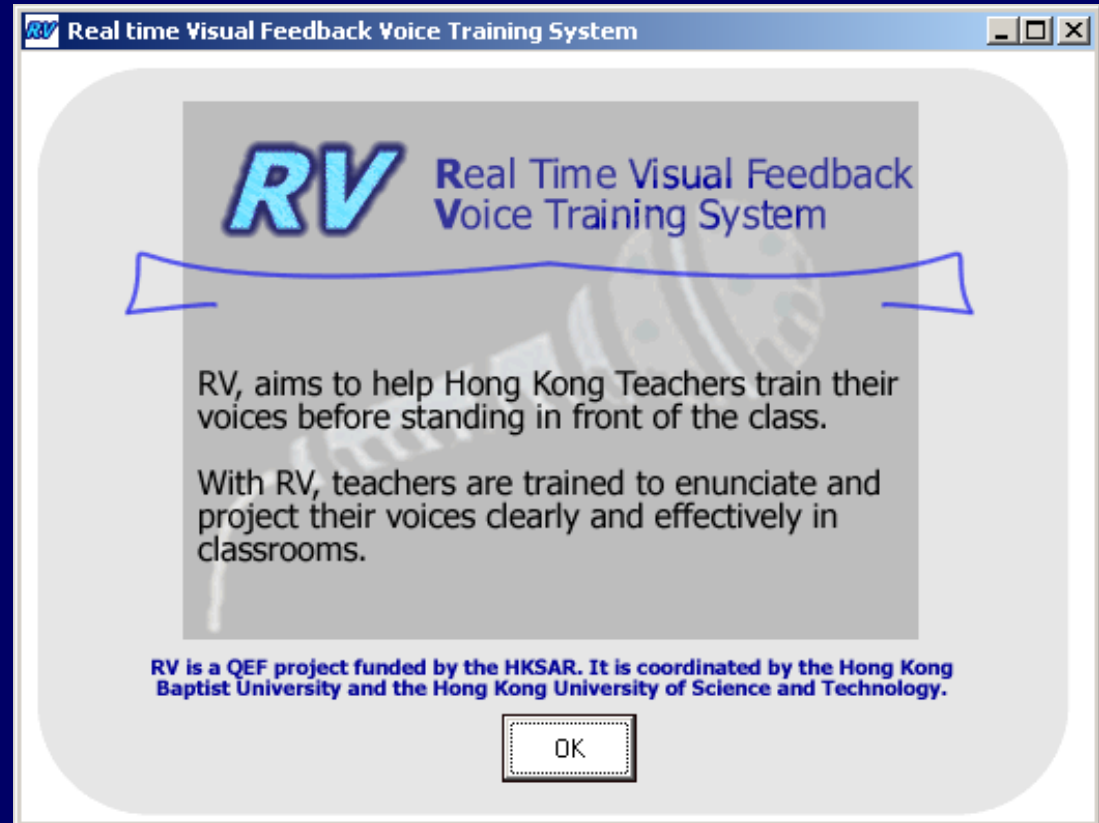 RV Real time Visual Feedback Voice Training System
RV
Real Time Visual Feedback
Voice Training System
RV, aims to help Hong Kong Teachers train their
voices before standing in front of the class.
With RV, teachers are trained to enunciate and
project their voices clearly and effectively in
classrooms.
RV is a QEF project funded by the HKSAR. It is coordinated by the Hong Kong
Baptist University and the Hong Kong University of Science and Technology.
OK